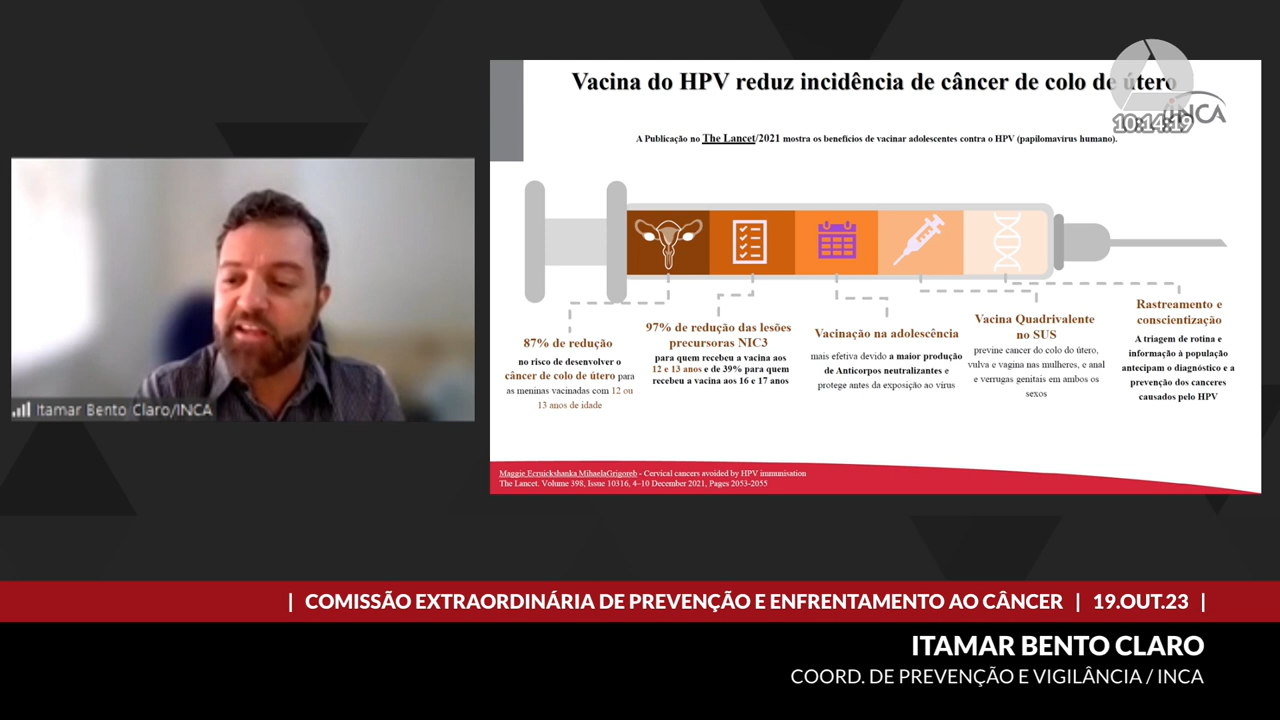 Vacina do HPV reduz incidência de câncer de colo de útero
INCA
10:14:19
A Publicação no The Lancet/2021 mostra os benefícios de vacinar adolescentes contra o HPV (papilomavírus humano).
87% de redução
no risco de desenvolver o
câncer de colo de útero para
as meninas vacinadas com 12 ou
13 anos de idade
97% de redução das lesões
precursoras NIC3
para quem recebeu a vacina aos
12 e 13 anos e de 39% para quem
recebeu a vacina aos 16 e 17 anos
Vacinação na adolescência
mais efetiva devido a maior produção
de Anticorpos neutralizantes e
protege antes da exposição ao vírus
Vacina Quadrivalente
no SUS
previne cancer do colo do útero,
vulva e vagina nas mulheres, e anal
e verrugas genitais em ambos os
sexos
Rastreamento e
conscientização
A triagem de rotina e
informação à população
antecipam o diagnóstico e a
prevenção dos canceres
causados pelo HPV
Maggie Ecruickshanka MihaelaGrigoreb - Cervical cancers avoided by HPV immunisation
The Lancet. Volume 398, Issue 10316, 4–10 December 2021, Pages 2053-2055
Itamar Bento Claro/INCA
| COMISSÃO EXTRAORDINÁRIA DE PREVENÇÃO E ENFRENTAMENTO AO CÂNCER | 19.OUT.23 |
ITAMAR BENTO CLARO
COORD. DE PREVENÇÃO E VIGILÂNCIA / INCA